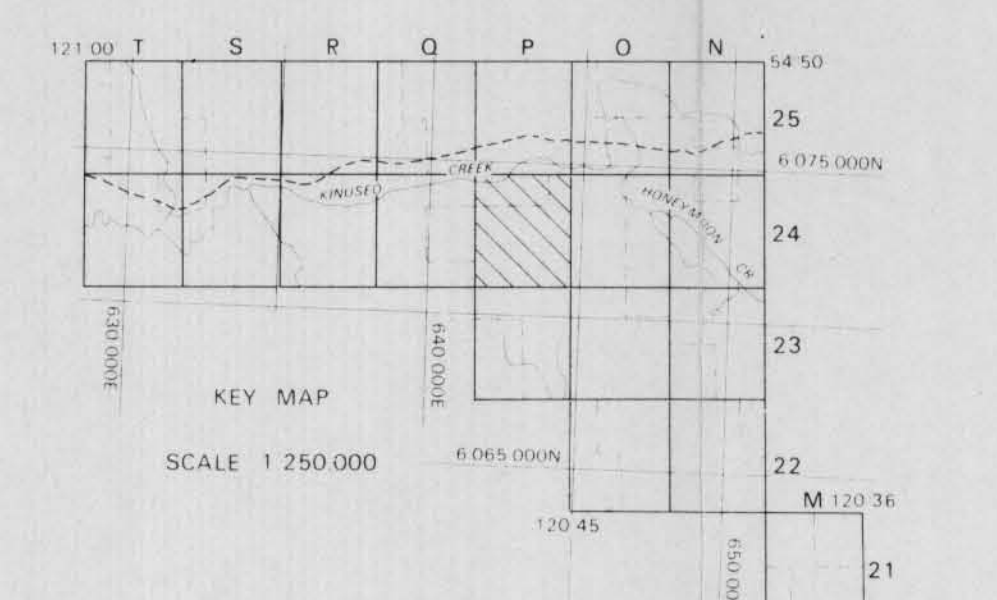 121 00 T S R Q P O N
54 50
25
6 075 000N
CREEK
KINUSEO
HONEYMOON
CR
24
630 000E
640 000E
23
KEY MAP
SCALE 1 250 000
6 065 000N
22
M 120 36
120 45
650 00
21